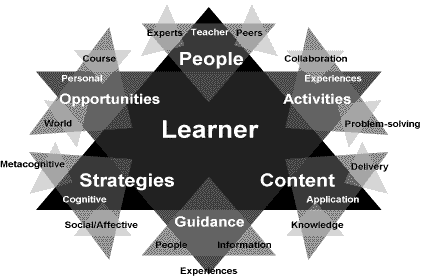 Experts Teacher Peers
People
Course
Collaboration
Personal
Experiences
Opportunities
Activities
World
Problem-solving
Learner
Metacognitive
Delivery
Strategies
Content
Cognitive
Application
Social/Affective
Guidance
Knowledge
People
Information
Experiences